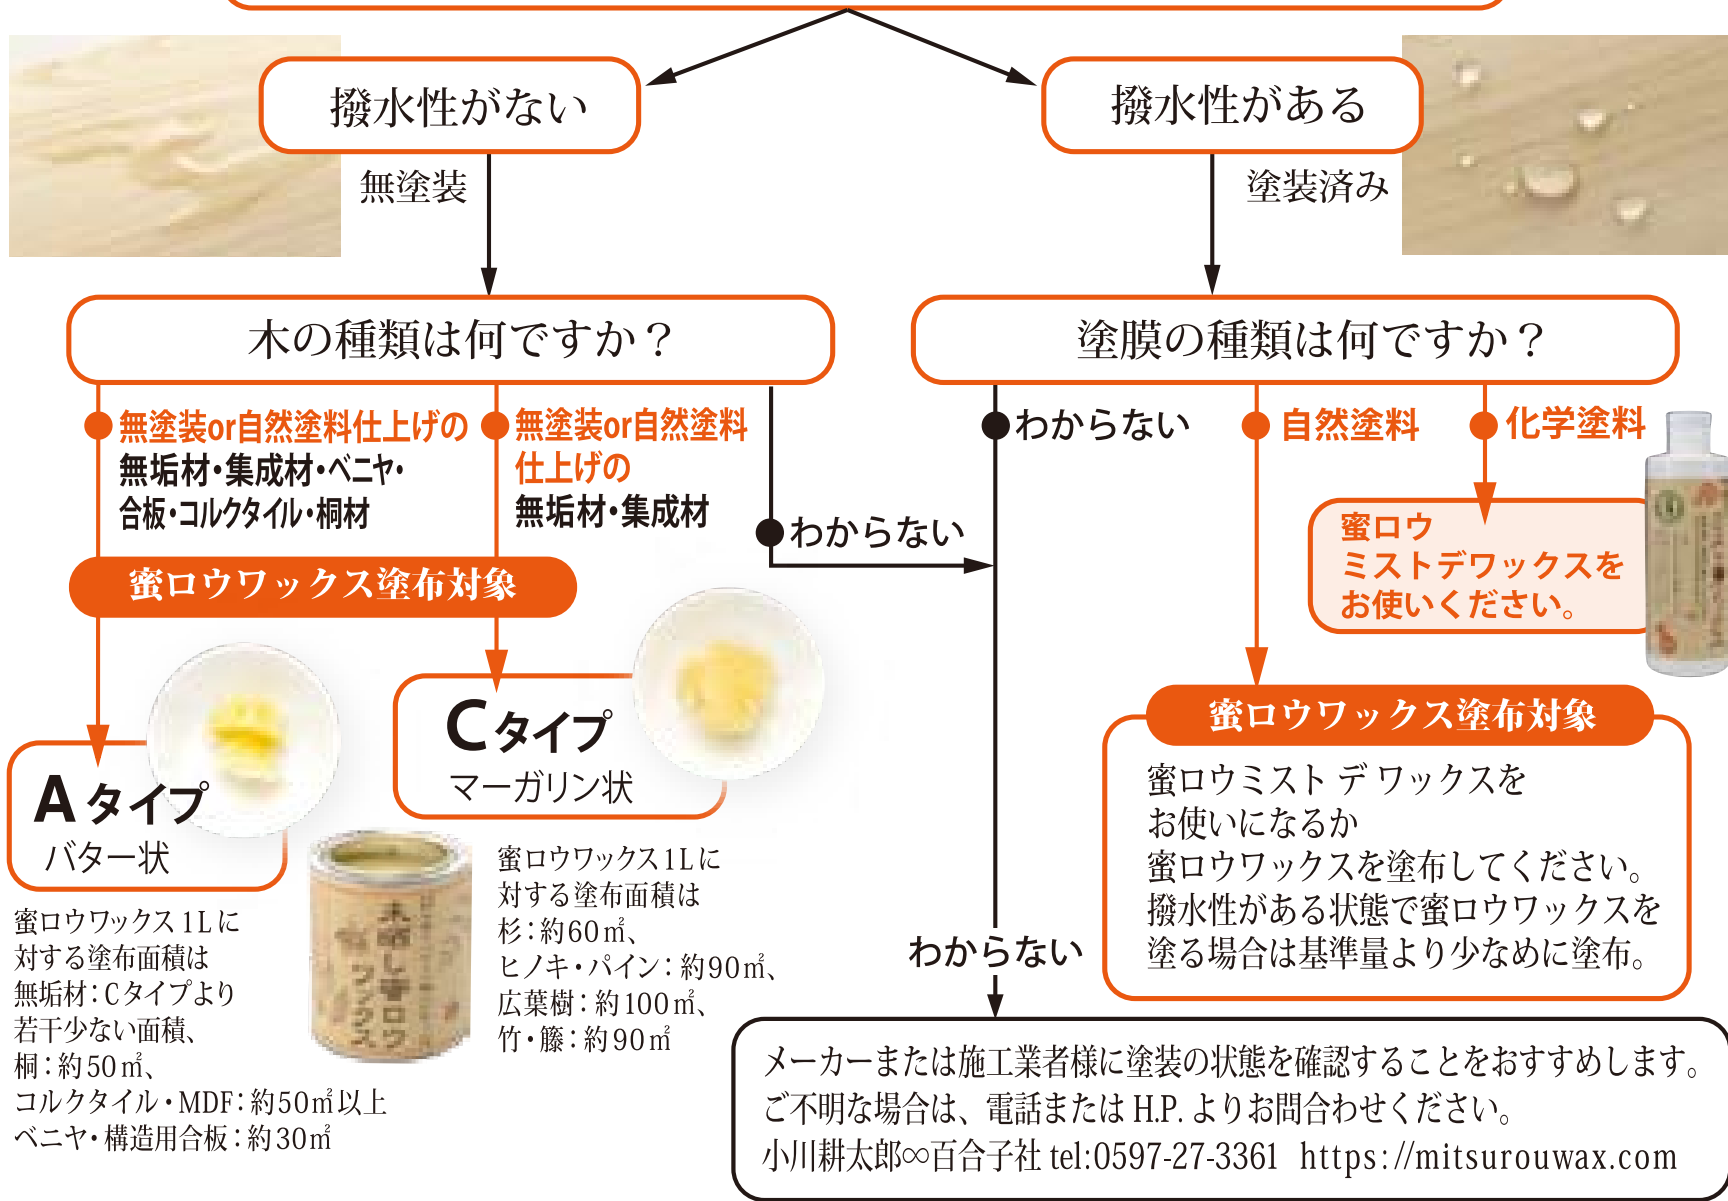 撥水性がない
撥水性がある
無塗装
塗装済み
木の種類は何ですか？
塗膜の種類は何ですか？
無塗装or自然塗料仕上げの
無垢材・集成材・ベニヤ・
合板・コルクタイル・桐材
無塗装or自然塗料
仕上げの
無垢材・集成材
わからない
わからない
自然塗料
化学塗料
蜜ロウ
ミストデワックスを
お使いください。
蜜ロウワックス塗布対象
Aタイプ
バター状
Cタイプ
マーガリン状
蜜ロウワックス塗布対象
蜜ロウミスト デ ワックスを
お使いになるか
蜜ロウワックスを塗布してください。
撥水性がある状態で蜜ロウワックスを
塗る場合は基準量より少なめに塗布。
蜜ロウワックス1Lに
対する塗布面積は
無垢材：Cタイプより
若干少ない面積、
桐：約50㎡、
コルクタイル・MDF：約50㎡以上
ベニヤ・構造用合板：約30㎡
未晒し蜜ロウ
ワックス
蜜ロウワックス1Lに
対する塗布面積は
杉：約60㎡、
ヒノキ・パイン：約90㎡、
広葉樹：約100㎡、
竹・籐：約90㎡
わからない
メーカーまたは施工業者様に塗装の状態を確認することをおすすめします。
ご不明な場合は、電話または H.P. よりお問合わせください。
小川耕太郎∞百合子社 tel:0597-27-3361 https://mitsurouwax.com